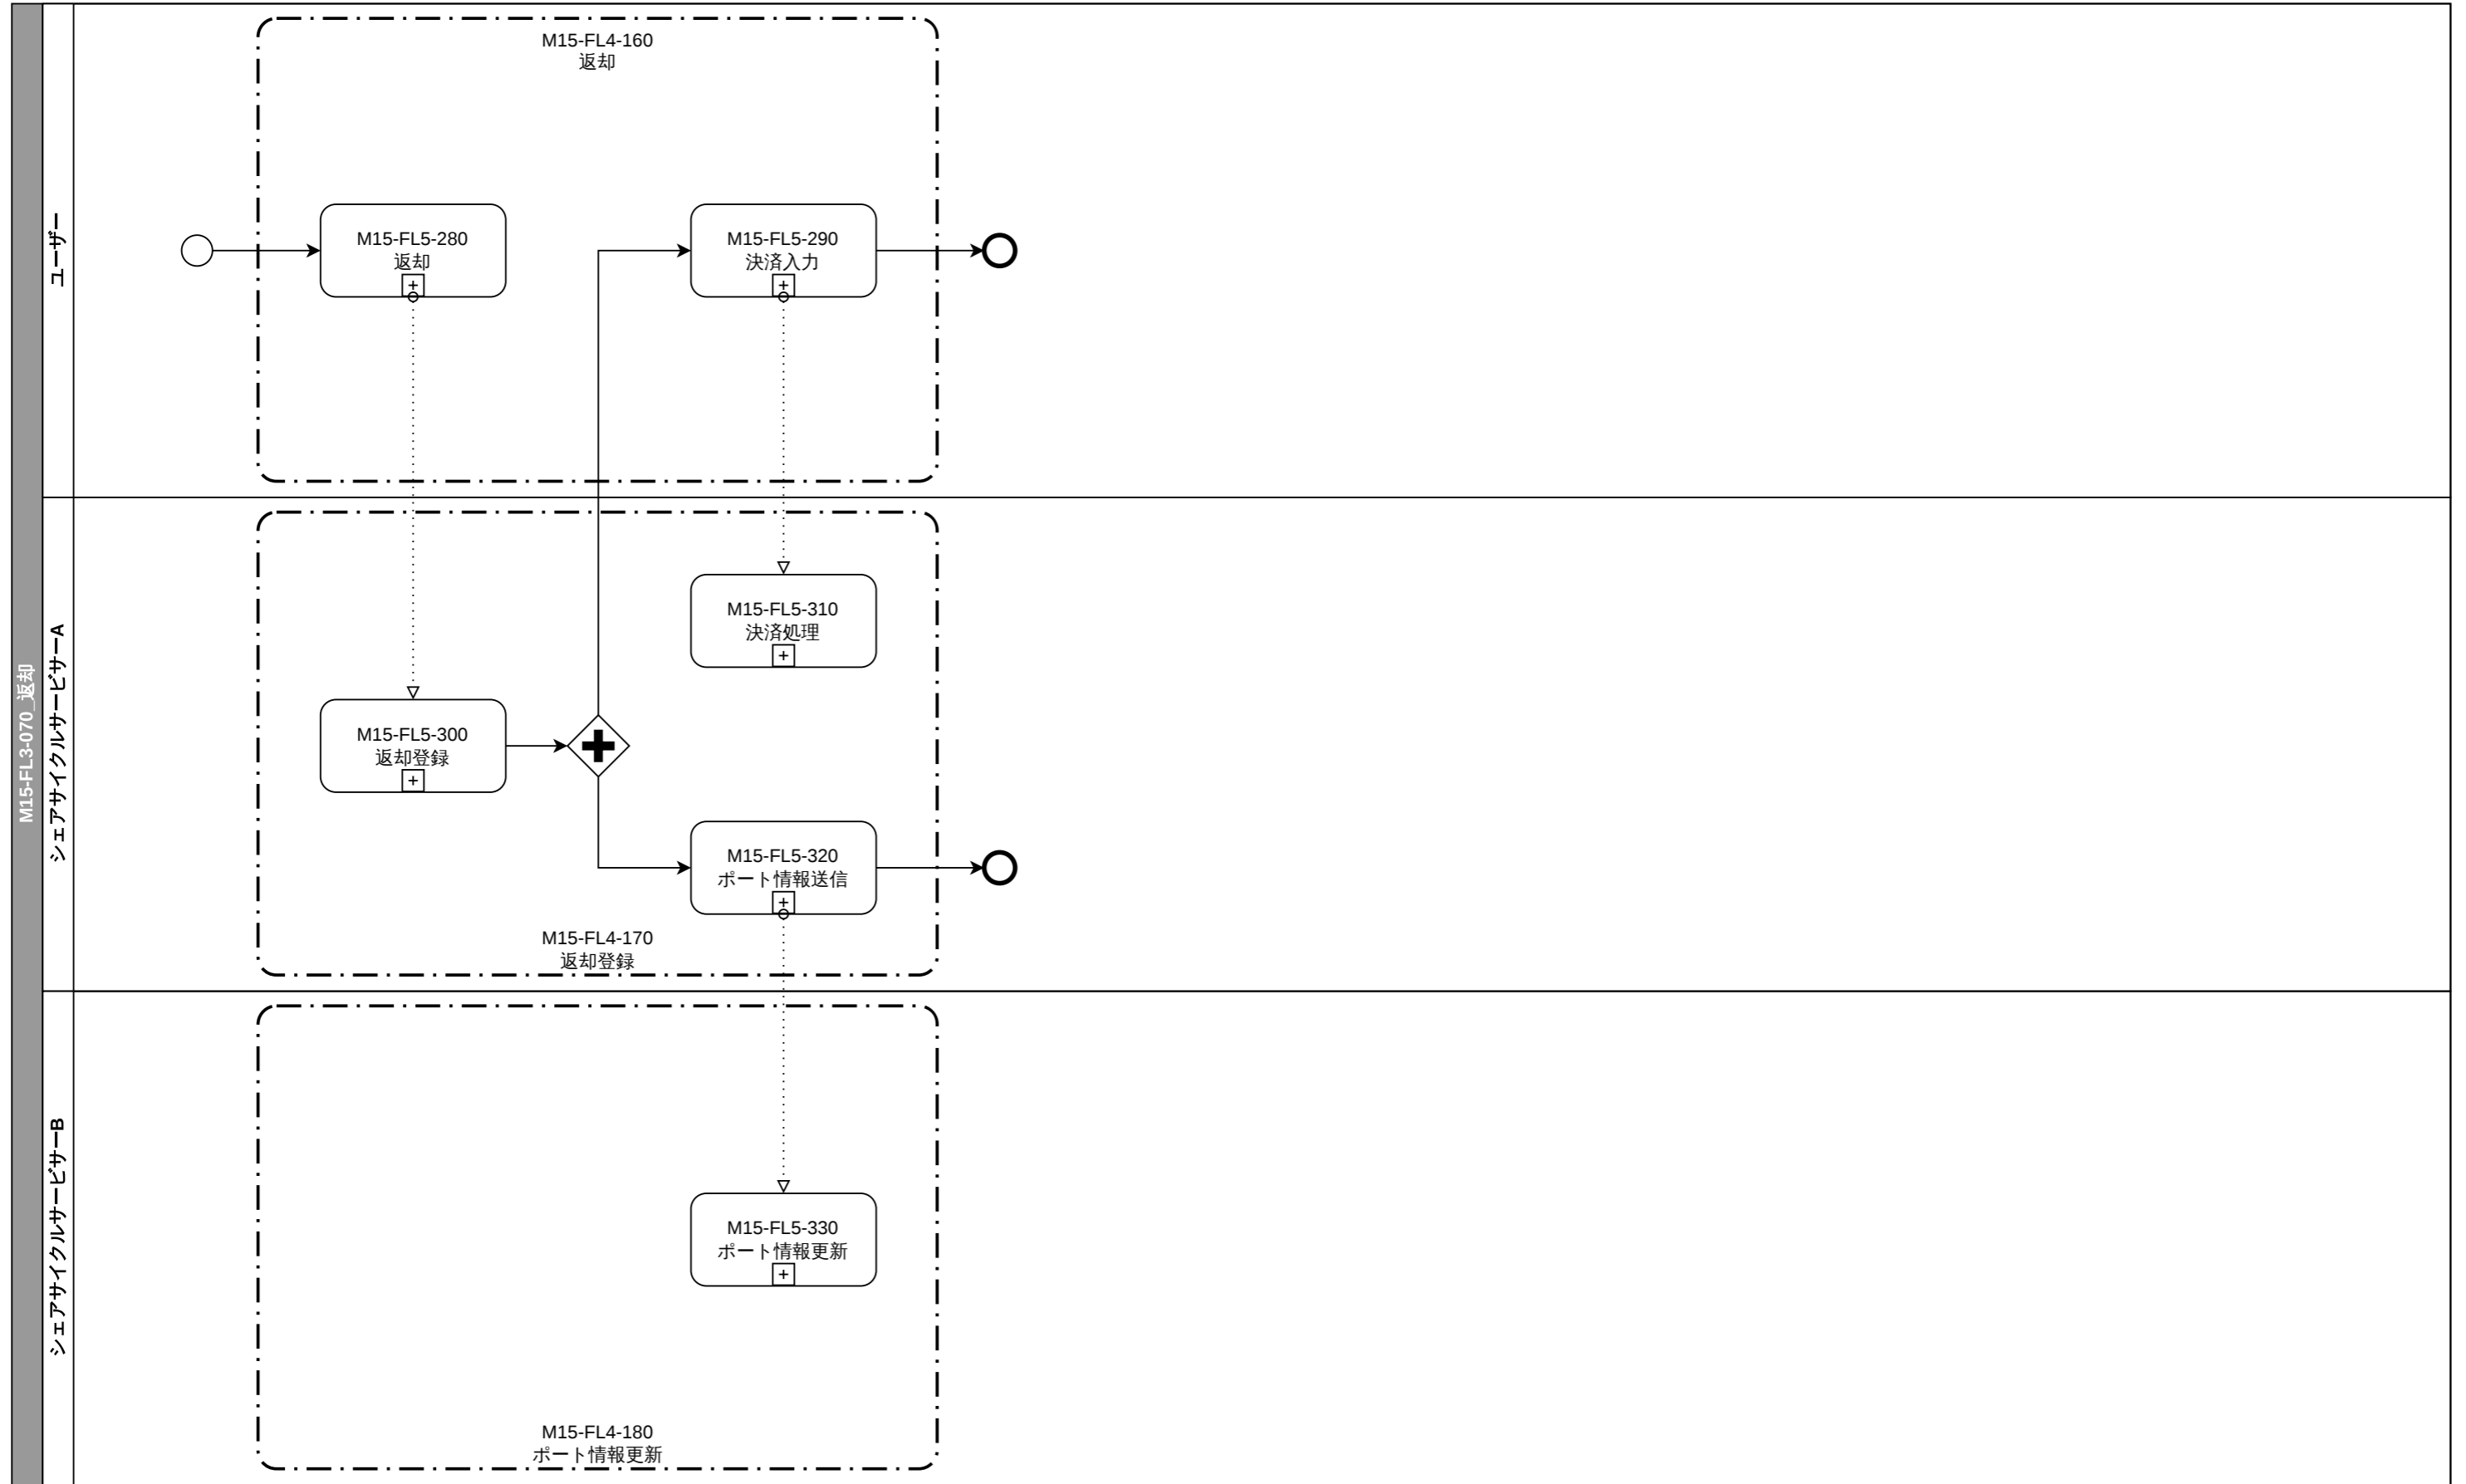 M15-FL3-070_返却
ユーザー
M15-FL4-160
返却
M15-FL5-280
返却
M15-FL5-290
決済入力
シェアサイクルサービサーA
M15-FL5-310
決済処理
M15-FL5-300
返却登録
M15-FL5-320
ポート情報送信
M15-FL4-170
返却登録
シェアサイクルサービサーB
M15-FL5-330
ポート情報更新
M15-FL4-180
ポート情報更新